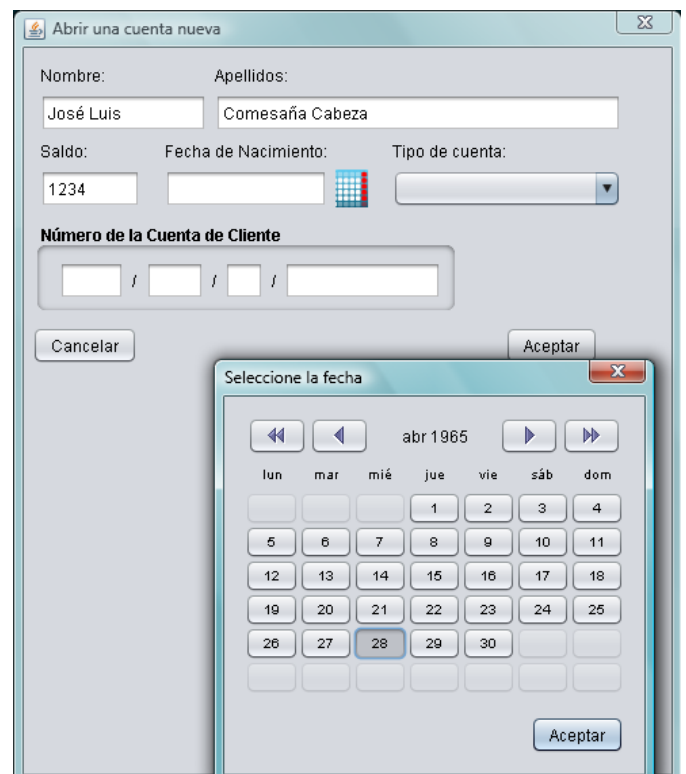 Abrir una cuenta nueva
Nombre: Apellidos:
José Luis Comesaña Cabeza
Saldo: Fecha de Nacimiento: Tipo de cuenta:
1234
Número de la Cuenta de Cliente
/ / /
Cancelar Aceptar
Seleccione la fecha
abr 1965
lun mar mié jue vie sáb dom
1 2 3 4
5 6 7 8 9 10 11
12 13 14 15 16 17 18
19 20 21 22 23 24 25
26 27 28 29 30
Aceptar